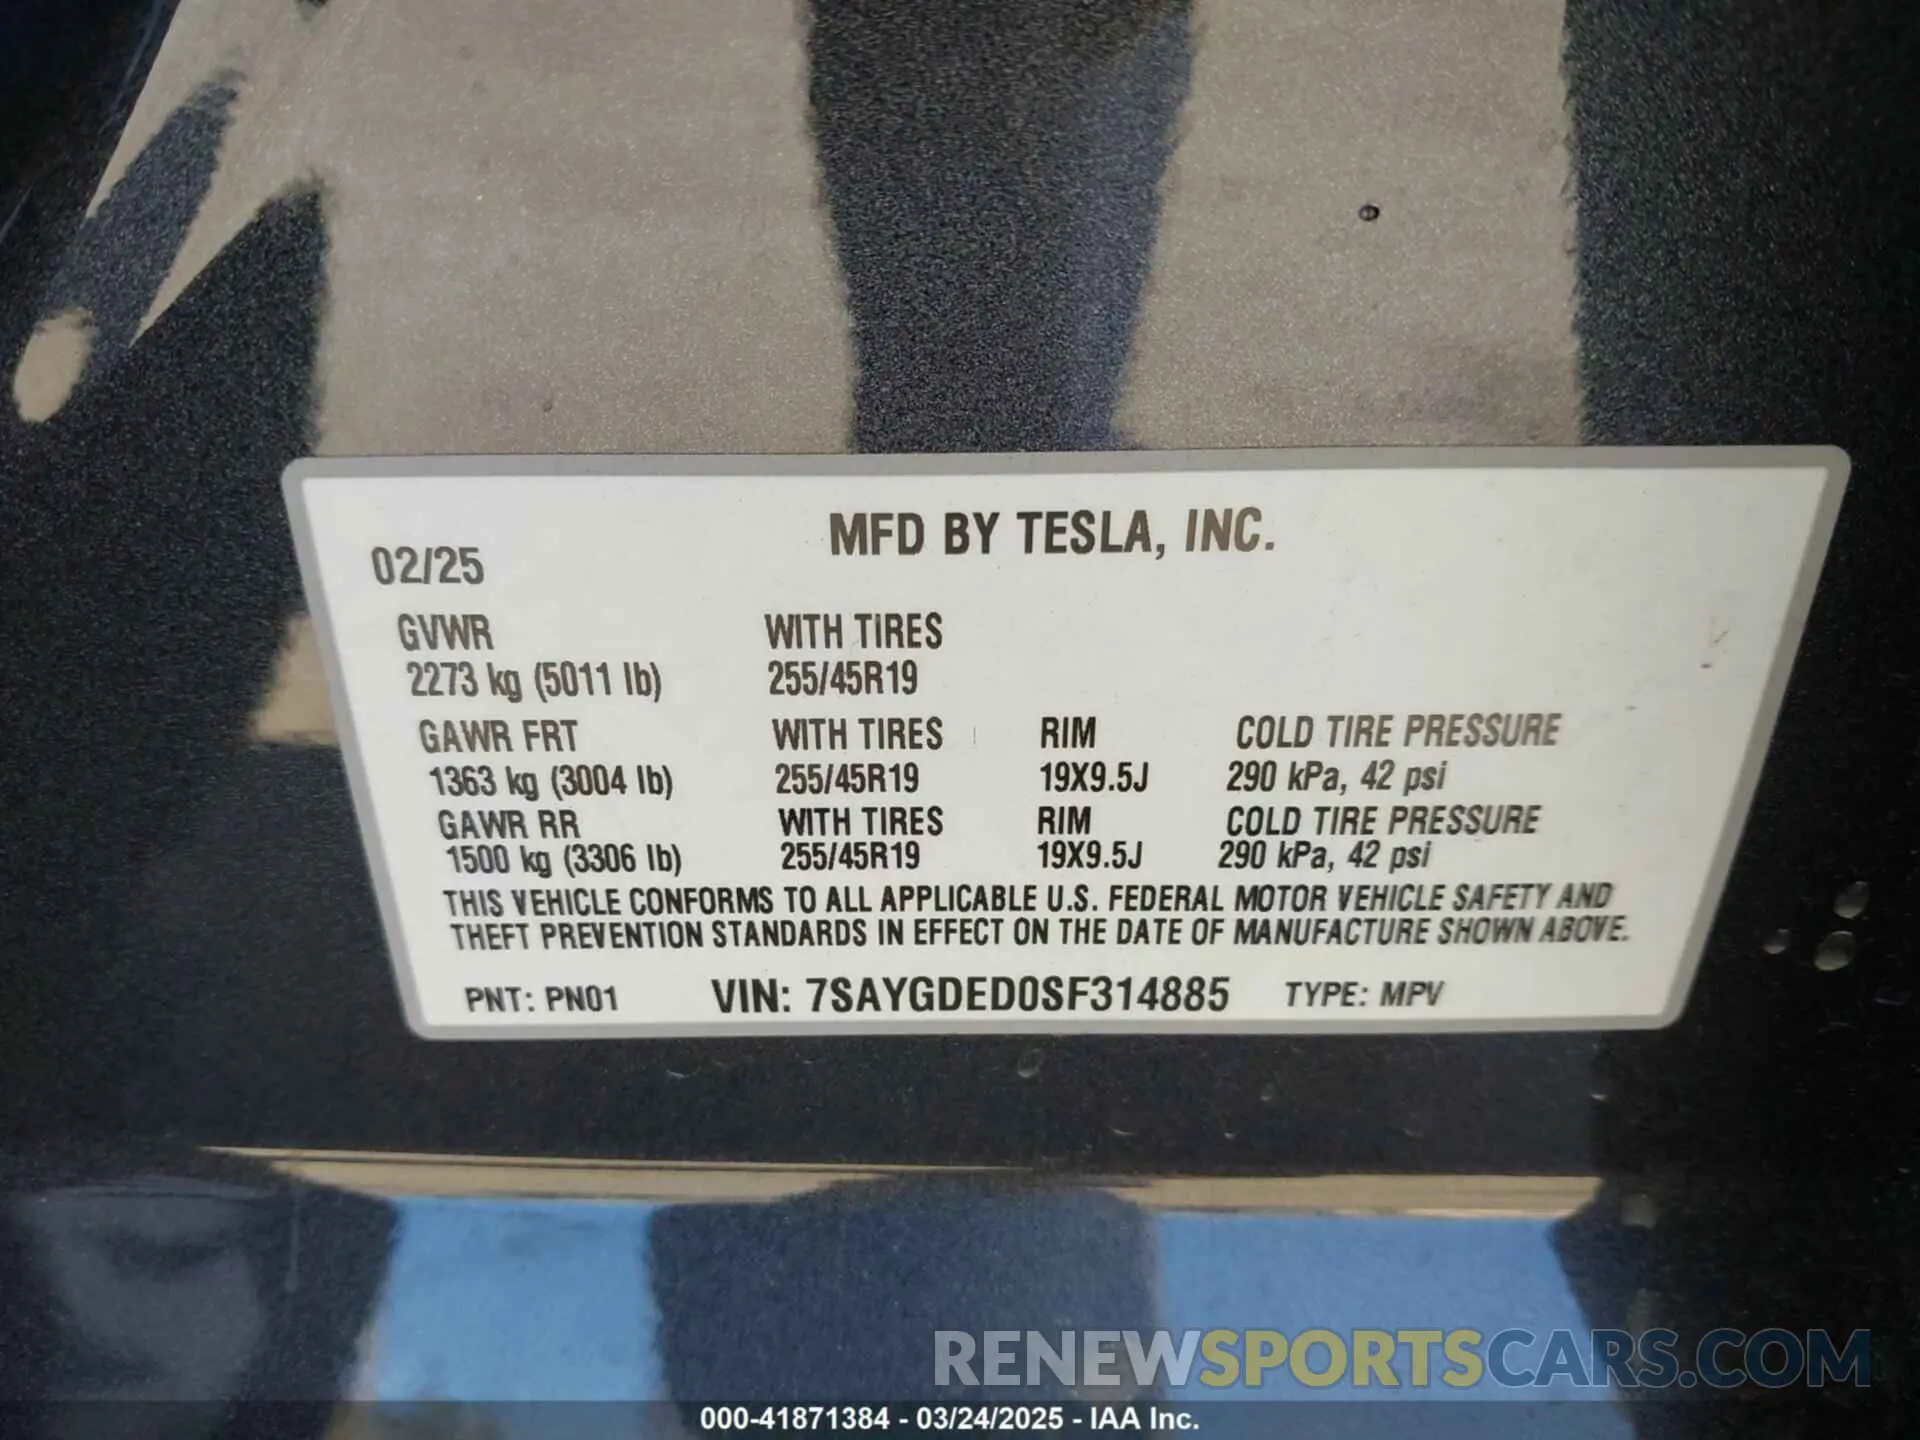 MFD BY TESLA, INC.
02/25
GVWR WITH TIRES
2273 kg (5011 lb) 255/45R19
GAWR FRT WITH TIRES RIM COLD TIRE PRESSURE
1363 kg (3004 lb) 255/45R19 19X9.5J 290 kPa, 42 psi
GAWR RR WITH TIRES RIM COLD TIRE PRESSURE
1500 kg (3306 lb) 255/45R19 19X9.5J 290 kPa, 42 psi
THIS VEHICLE CONFORMS TO ALL APPLICABLE U.S. FEDERAL MOTOR VEHICLE SAFETY AND
THEFT PREVENTION STANDARDS IN EFFECT ON THE DATE OF MANUFACTURE SHOWN ABOVE.
PNT: PN01 VIN: 7SAYGDED0SF314885 TYPE: MPV
RENEWSPORTSCARS.COM
000-41871384 - 03/24/2025 - IAA Inc.